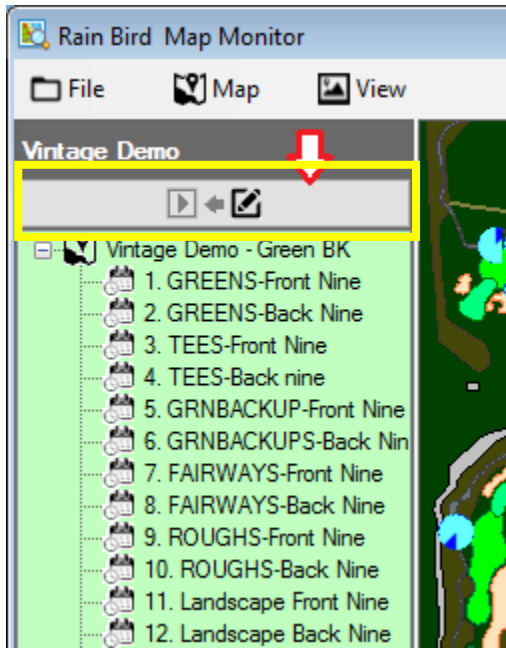 Rain Bird Map Monitor
File Map View
Vintage Demo
Vintage Demo - Green BK
1. GREENS-Front Nine
2. GREENS-Back Nine
3. TEES-Front Nine
4. TEES-Back nine
5. GRNBACKUP-Front Nine
6. GRNBACKUPS-Back Nin
7. FAIRWAYS-Front Nine
8. FAIRWAYS-Back Nine
9. ROUGHS-Front Nine
10. ROUGHS-Back Nine
11. Landscape Front Nine
12. Landscape Back Nine